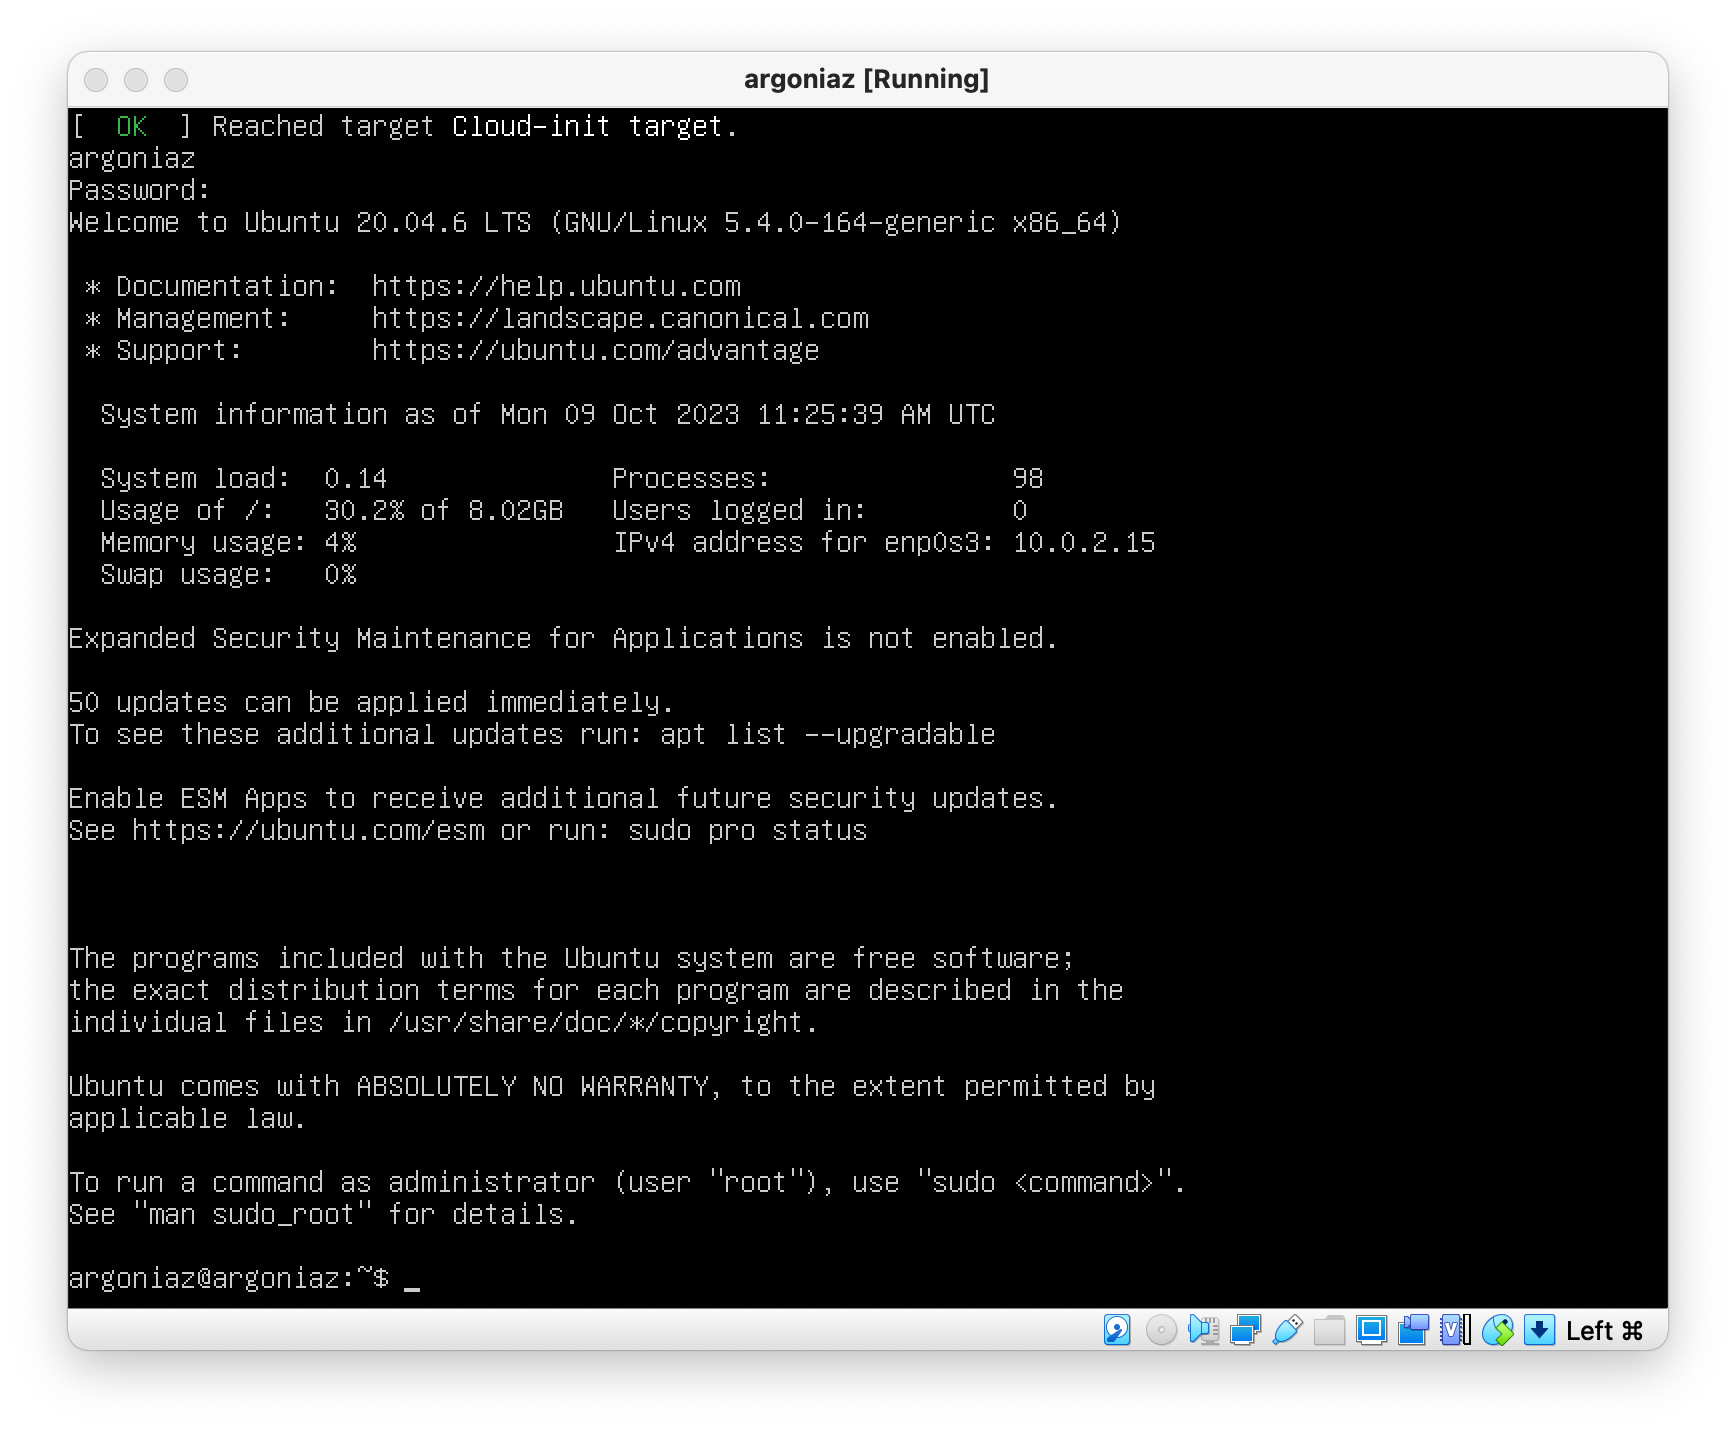 argoniaz [Running]
[  OK  ] Reached target Cloud-init target.
argoniaz
Password:
Welcome to Ubuntu 20.04.6 LTS (GNU/Linux 5.4.0-164-generic x86_64)
 * Documentation:  https://help.ubuntu.com
 * Management:     https://landscape.canonical.com
 * Support:        https://ubuntu.com/advantage
  System information as of Mon 09 Oct 2023 11:25:39 AM UTC
  System load:  0.14              Processes:               98
  Usage of /:   30.2% of 8.02GB   Users logged in:         0
  Memory usage: 4%                IPv4 address for enp0s3: 10.0.2.15
  Swap usage:   0%
Expanded Security Maintenance for Applications is not enabled.
50 updates can be applied immediately.
To see these additional updates run: apt list --upgradable
Enable ESM Apps to receive additional future security updates.
See https://ubuntu.com/esm or run: sudo pro status
The programs included with the Ubuntu system are free software;
the exact distribution terms for each program are described in the
individual files in /usr/share/doc/*/copyright.
Ubuntu comes with ABSOLUTELY NO WARRANTY, to the extent permitted by
applicable law.
To run a command as administrator (user "root"), use "sudo <command>".
See "man sudo_root" for details.
argoniaz@argoniaz:~$ _
Left ⌘